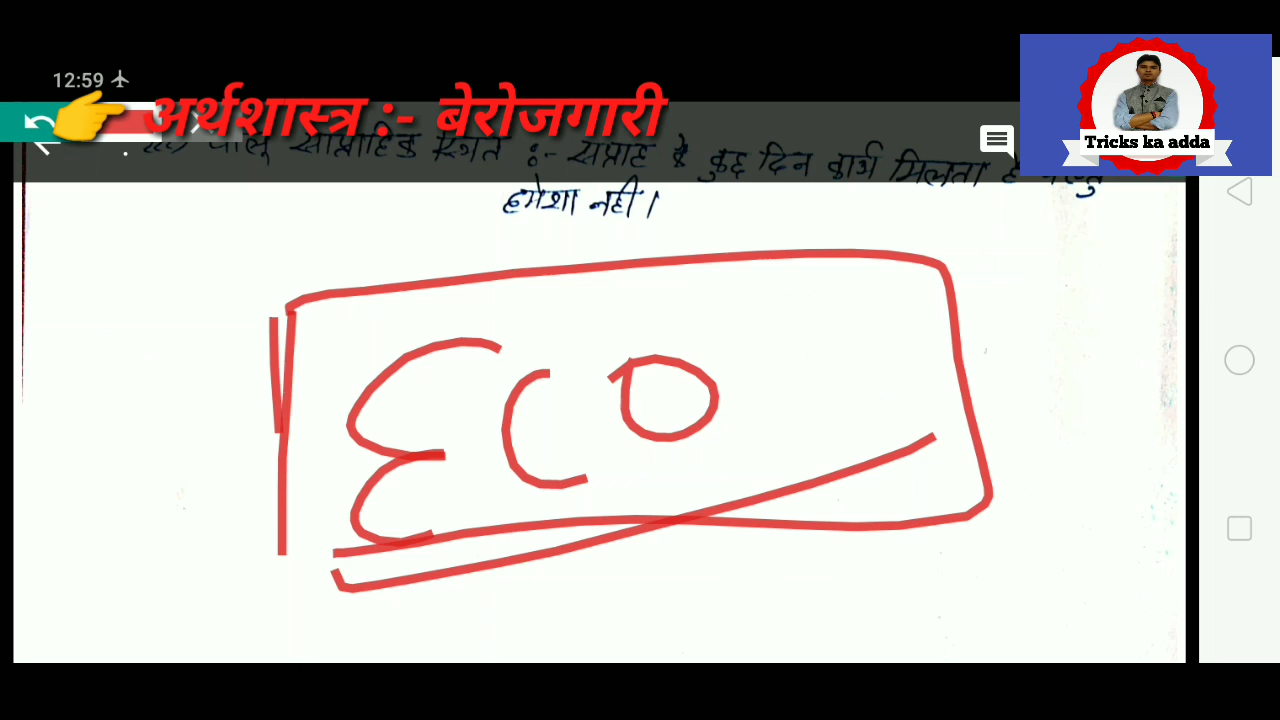 12:59
अर्थशास्त्र :- बेरोजगारी
Tricks ka adda
चालू साप्ताहिक स्थित :- सप्ताह के कुछ दिन कार्य मिलता है
हमेशा नहीं।
ECO